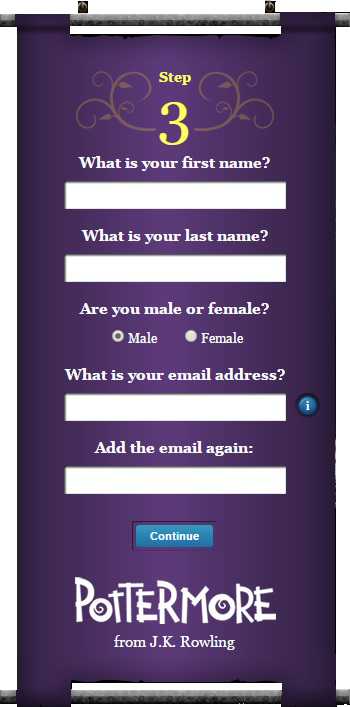 Step
3
What is your first name?
What is your last name?
Are you male or female?
Male Female
What is your email address?
i
Add the email again:
Continue
POTTERMORE
from J.K. Rowling